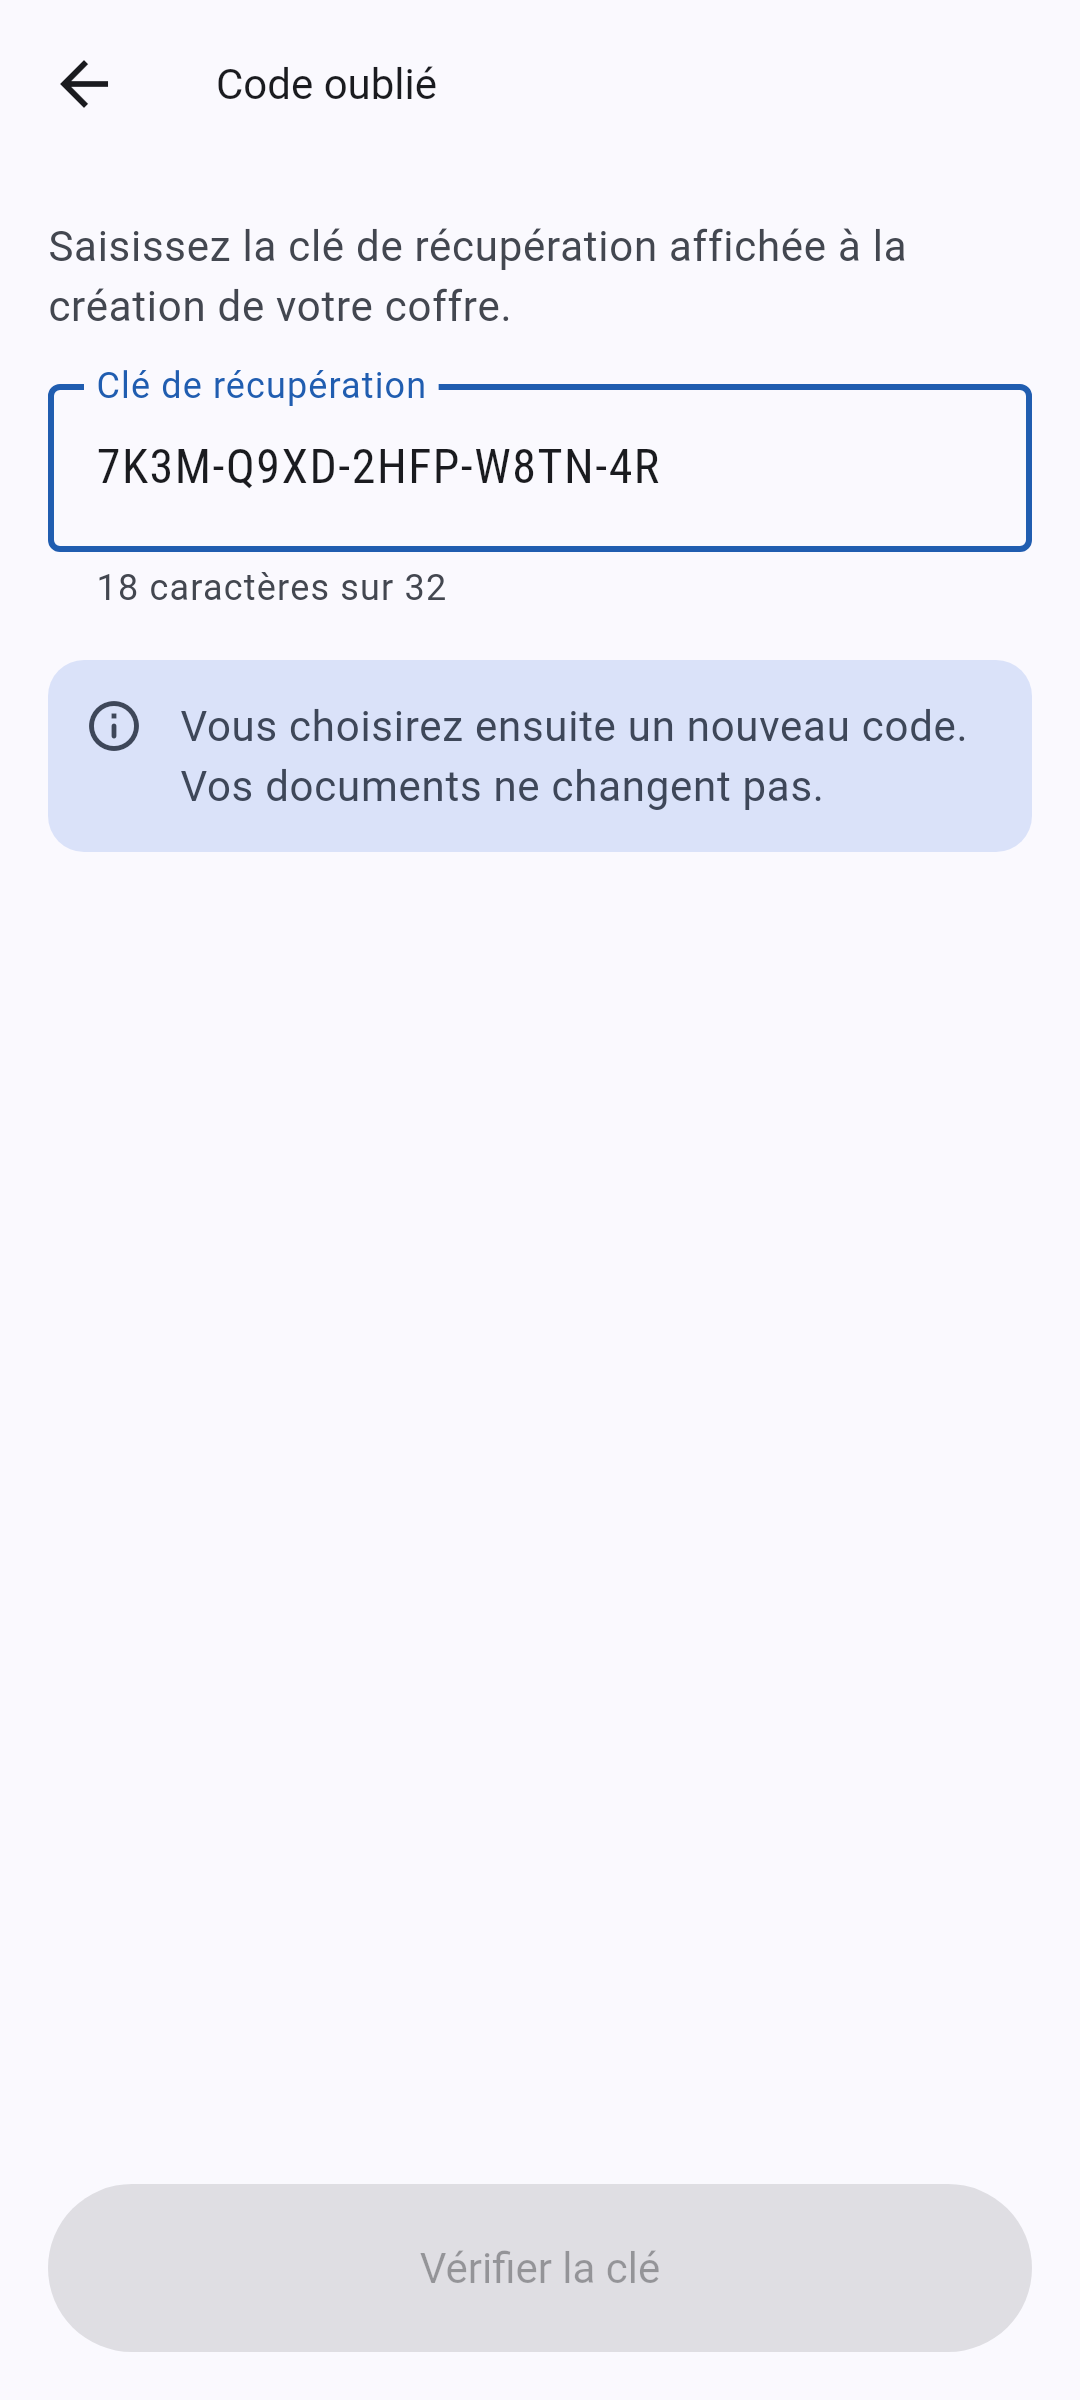 Code oublié
Saisissez la clé de récupération affichée à la
création de votre coffre.
Clé de récupération
7K3M-Q9XD-2HFP-W8TN-4R
18 caractères sur 32
Vous choisirez ensuite un nouveau code.
Vos documents ne changent pas.
Vérifier la clé